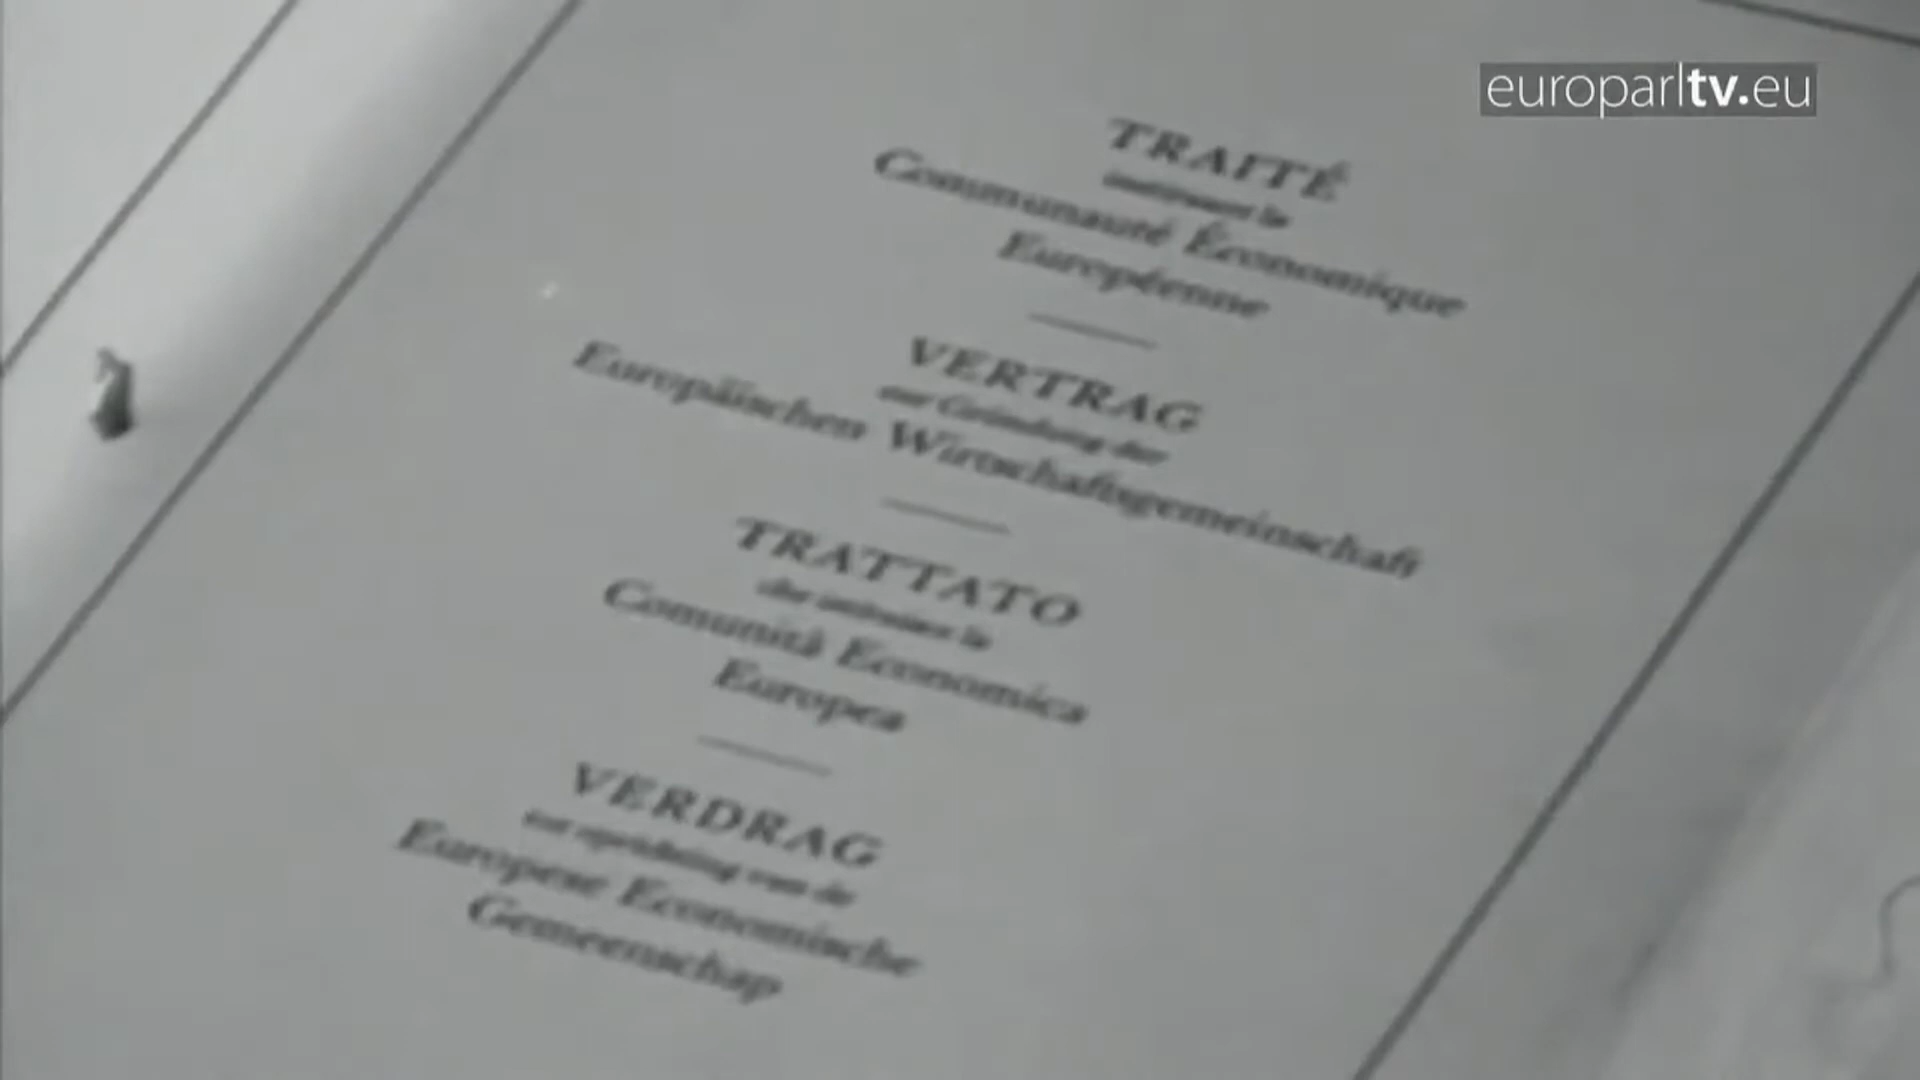 europarltv.eu
TRAITÉ
instituant la
Communauté Économique
Européenne
VERTRAG
zur Gründung der
Europäischen Wirtschaftsgemeinschaft
TRATTATO
che istituisce la
Comunità Economica
Europea
VERDRAG
tot oprichting van de
Europese Economische
Gemeenschap